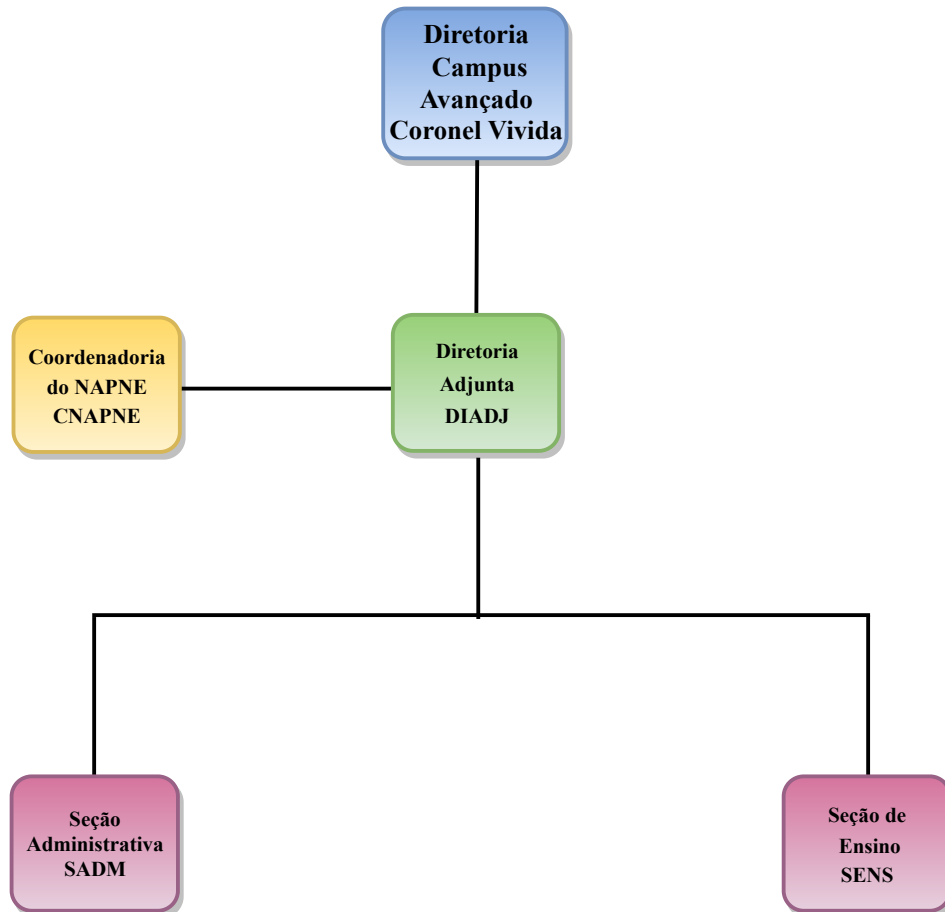 Diretoria
Campus
Avançado
Coronel Vivida
Coordenadoria
do NAPNE
CNAPNE
Diretoria
Adjunta
DIADJ
Seção
Administrativa
SADM
Seção de
Ensino
SENS